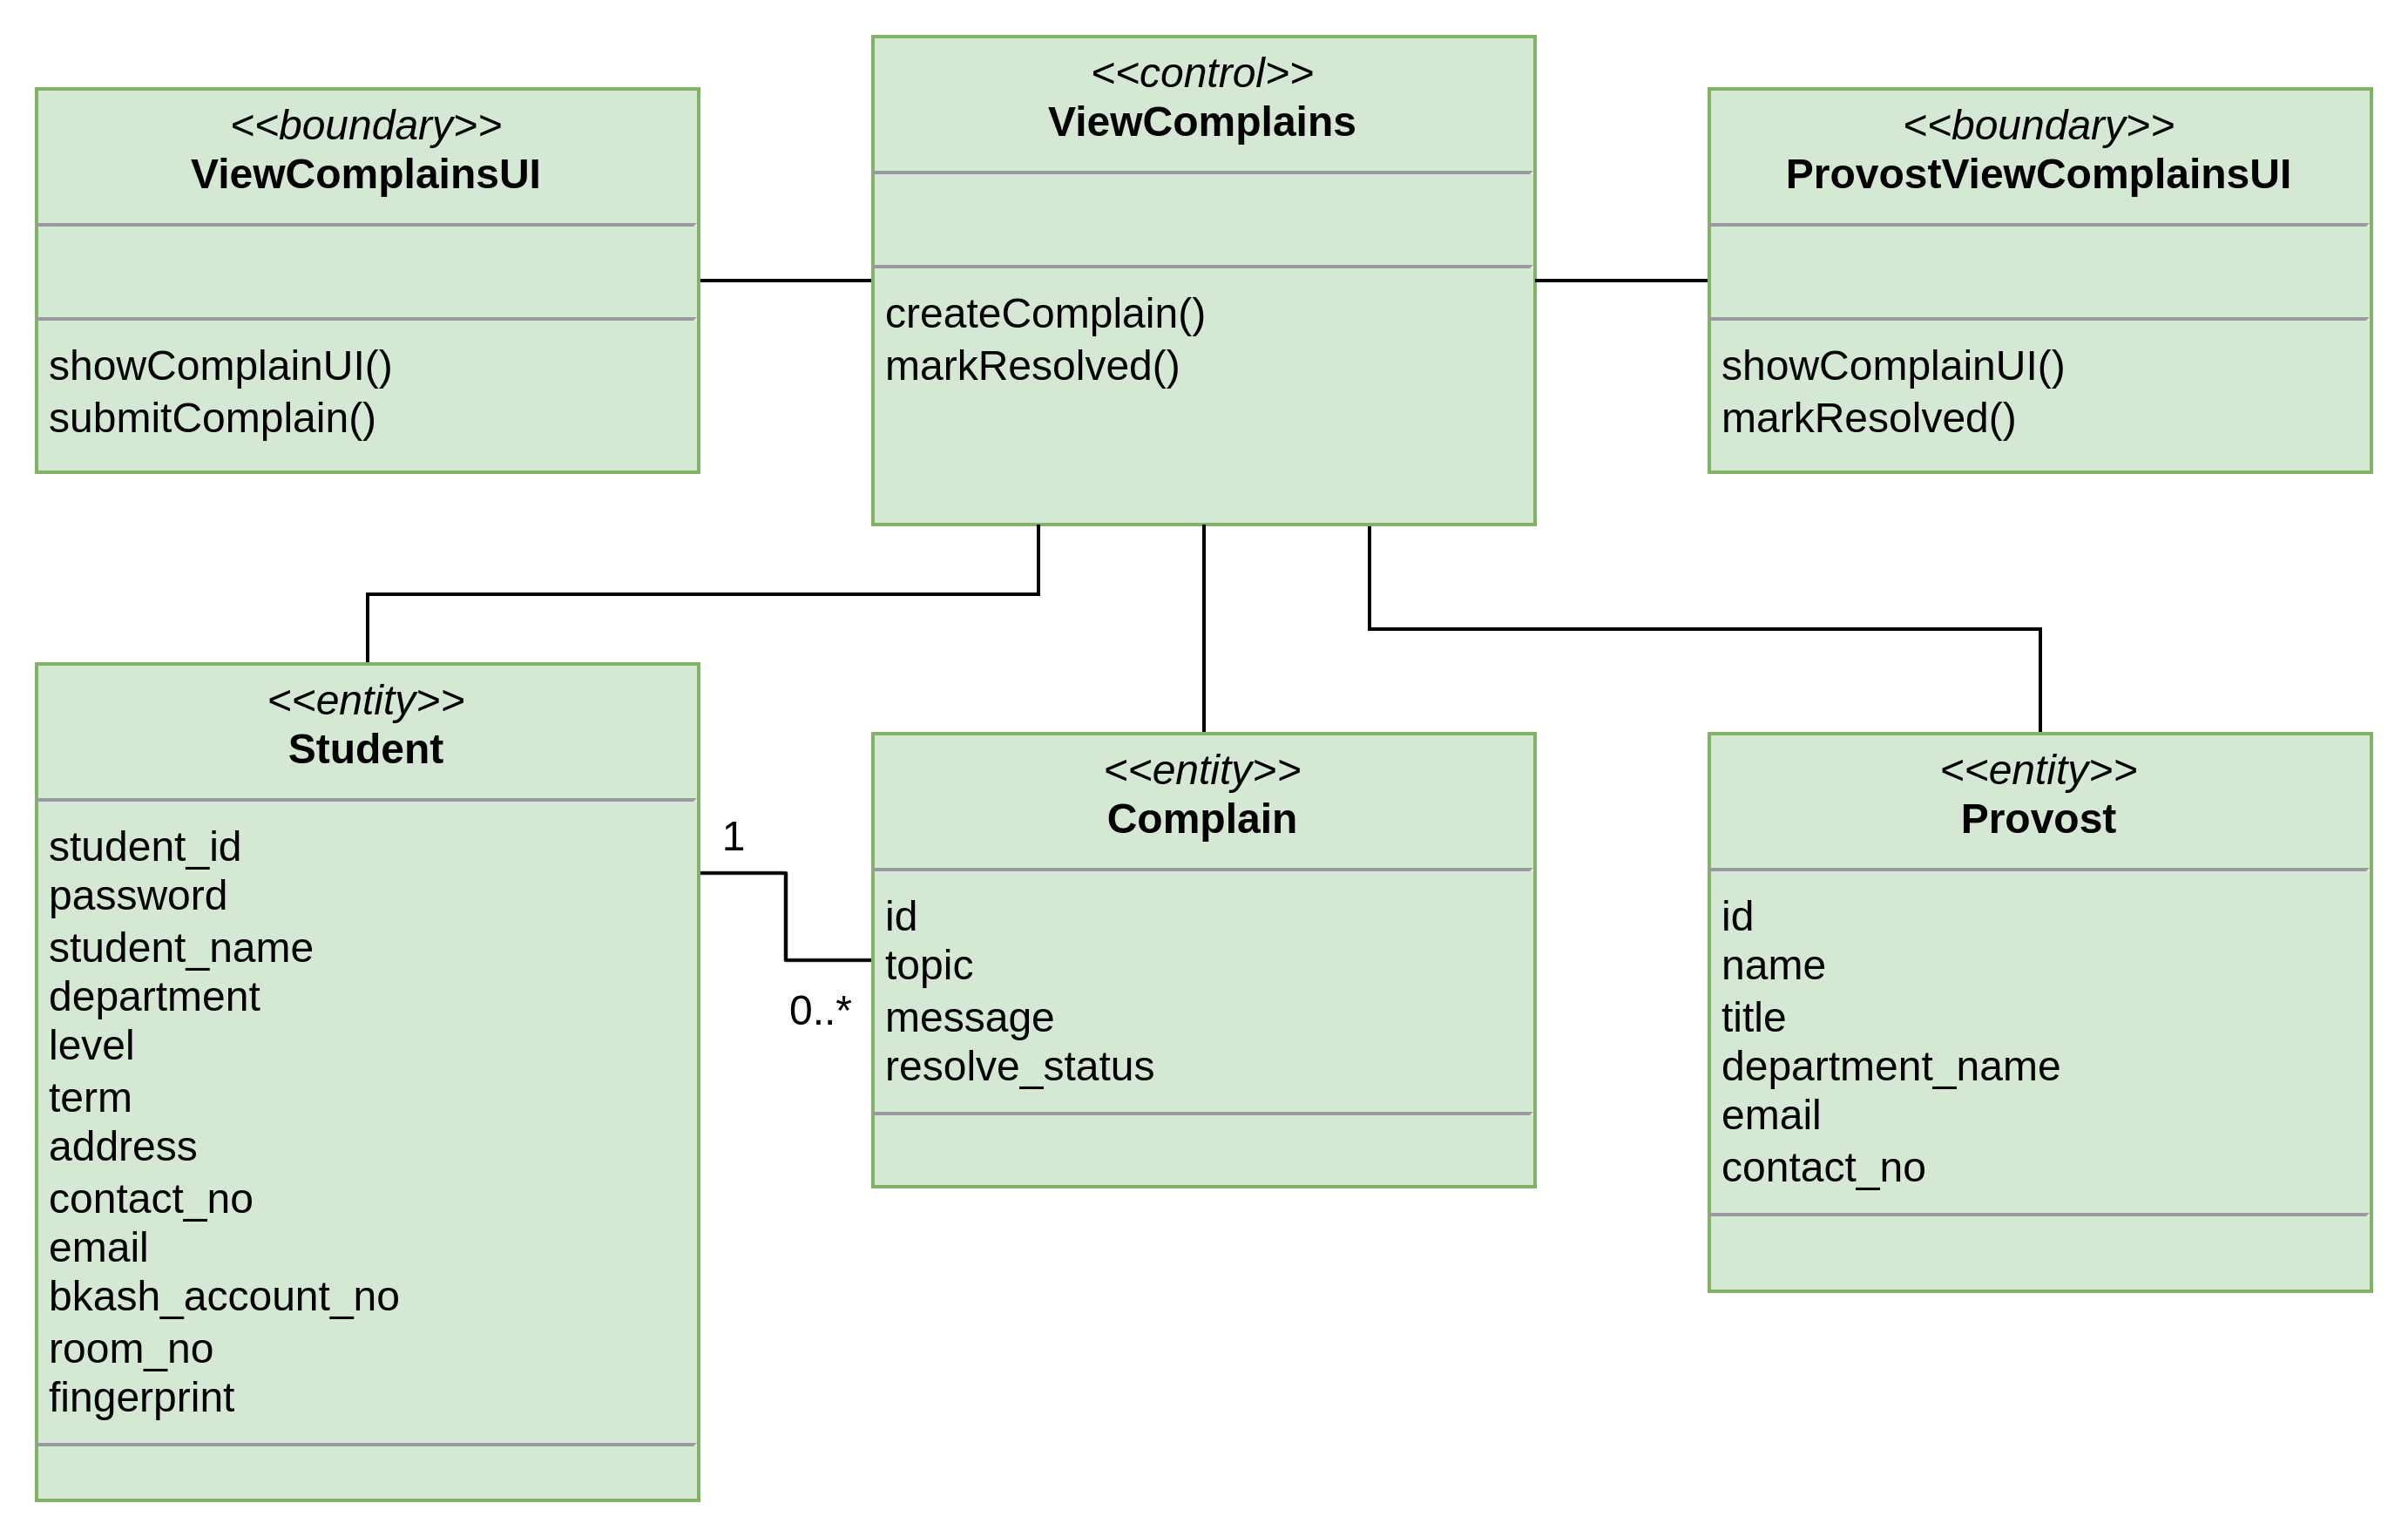 <<boundary>>
ViewComplainsUI
showComplainUI()
submitComplain()
<<control>>
ViewComplains
createComplain()
markResolved()
<<boundary>>
ProvostViewComplainsUI
showComplainUI()
markResolved()
<<entity>>
Student
student_id
password
student_name
department
level
term
address
contact_no
email
bkash_account_no
room_no
fingerprint
1
0..*
<<entity>>
Complain
id
topic
message
resolve_status
<<entity>>
Provost
id
name
title
department_name
email
contact_no